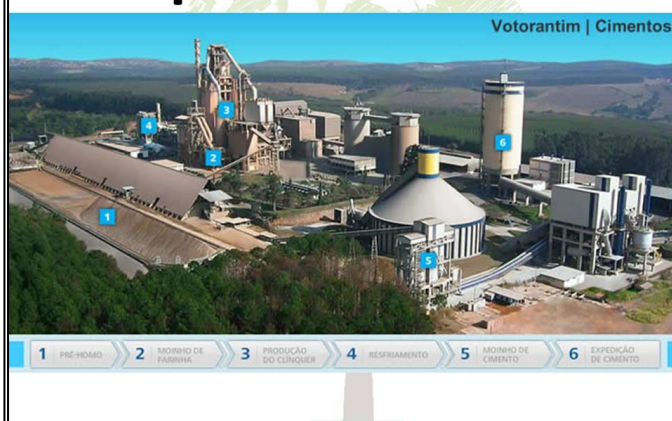 Votorantim | Cimentos
4
3
2
6
1
5
1 PRÉ-HOMO
2 MOINHO DE
FARINHA
3 PRODUÇÃO
DO CLÍNQUER
4 RESFRIAMENTO
5 MOINHO DE
CIMENTO
6 EXPEDIÇÃO
DE CIMENTO